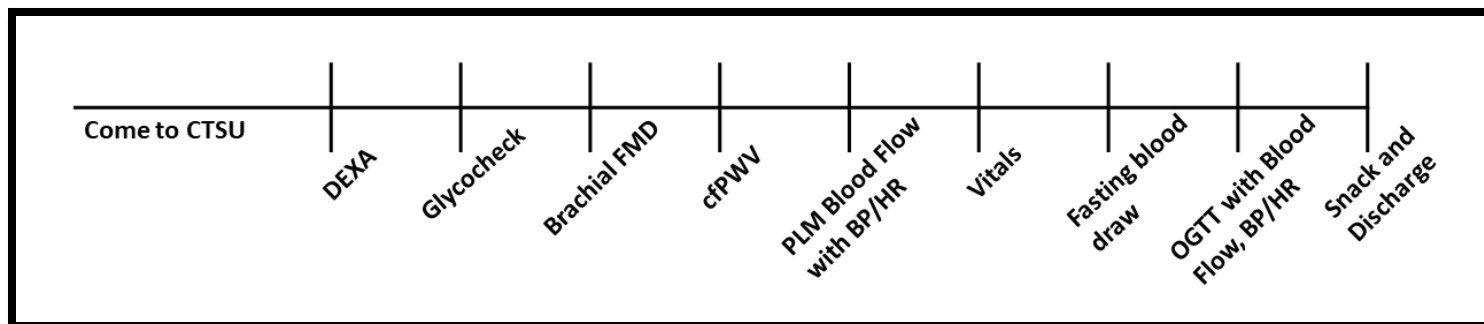 Come to CTSU
DEXA
Glycocheck
Brachial FMD
cfPWV
PLM Blood Flow
with BP/HR
Vitals
Fasting blood
draw
OGTT with Blood
Flow, BP/HR
Snack and
Discharge